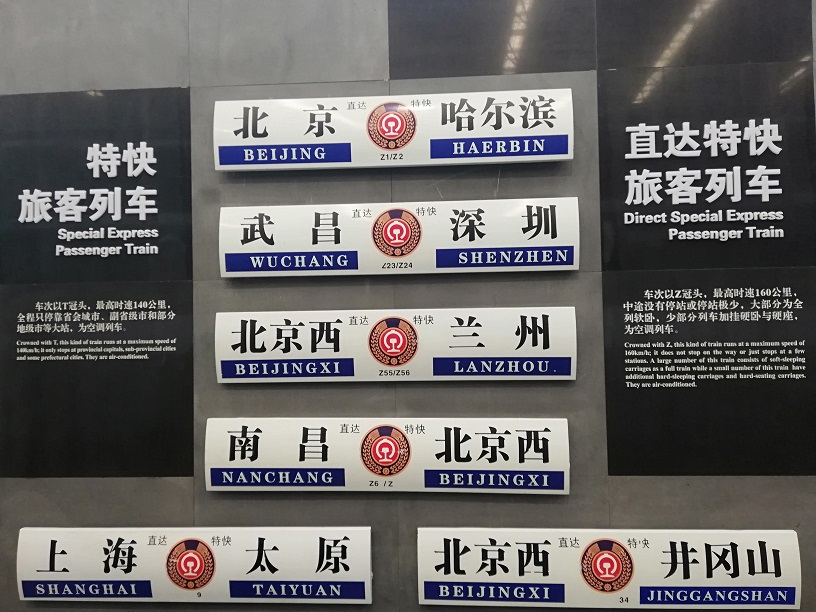 特快
旅客列车
Special Express
Passenger Train
车次以T冠头，最高时速140公里，
全程只停靠省会城市、副省级市和部分
地级市等大站，为空调列车。
Crowned with T, this kind of train runs at a maximum speed of
140km/h; it only stops at provincial capitals, sub-provincial cities
and some prefectural cities. They are air-conditioned.
北京 直达 特快 哈尔滨
BEIJING Z1/Z2 HAERBIN
武昌 直达 特快 深圳
WUCHANG Z23/Z24 SHENZHEN
北京西 直达 特快 兰州
BEIJINGXI Z55/Z56 LANZHOU
南昌 直达 特快 北京西
NANCHANG Z6 /Z BEIJINGXI
上海 直达 特快 太原
SHANGHAI 9 TAIYUAN
北京西 直达 特快 井冈山
BEIJINGXI 34 JINGGANGSHAN
直达特快
旅客列车
Direct Special Express
Passenger Train
车次以Z冠头，最高时速160公里，
中途没有停站或停站极少，大部分为全
列软卧，少部分列车加挂硬卧与硬座，
为空调列车。
Crowned with Z, this kind of train runs at a maximum speed of
160km/h; it does not stop on the way or just stops at a few
stations. A large number of this train consists of soft-sleeping
carriages as a full train while a small number of this train have
additional hard-sleeping carriages and hard-seating carriages.
They are air-conditioned.